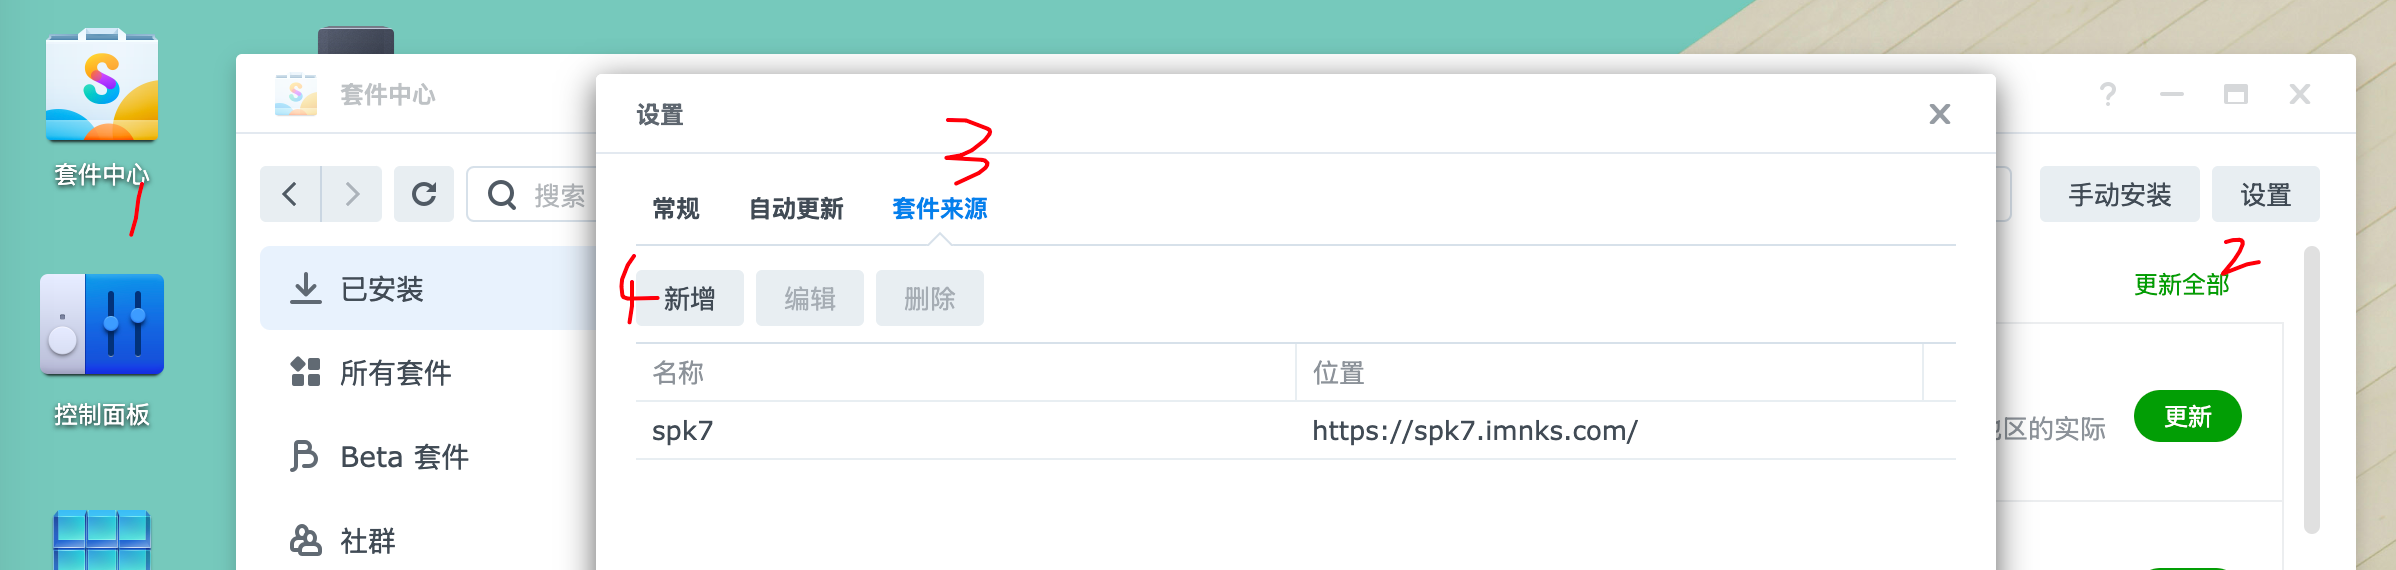 套件中心
1
控制面板
套件中心
搜索
已安装
所有套件
Beta 套件
社群
设置
3
常规 自动更新 套件来源
4
新增 编辑 删除
名称 位置
spk7 https://spk7.imnks.com/
手动安装 设置
2
更新全部
区的实际
更新